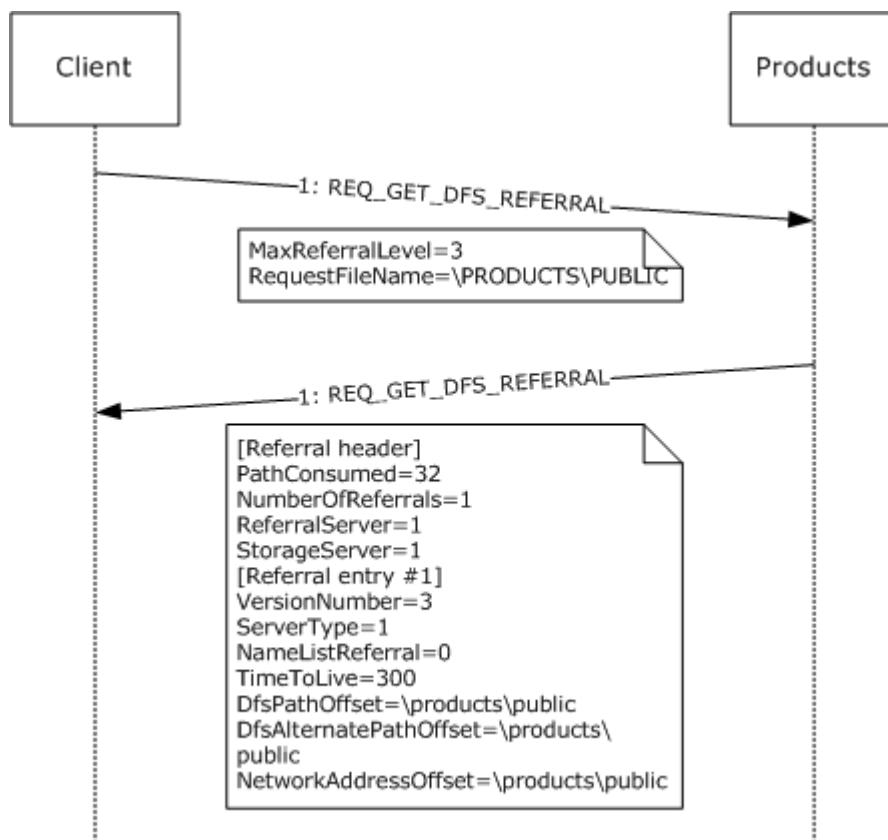 Client
Products
1: REQ_GET_DFS_REFERRAL
MaxReferralLevel=3
RequestFileName=\PRODUCTS\PUBLIC
1: REQ_GET_DFS_REFERRAL
[Referral header]
PathConsumed=32
NumberOfReferrals=1
ReferralServer=1
StorageServer=1
[Referral entry #1]
VersionNumber=3
ServerType=1
NameListReferral=0
TimeToLive=300
DfsPathOffset=\products\public
DfsAlternatePathOffset=\products\
public
NetworkAddressOffset=\products\public